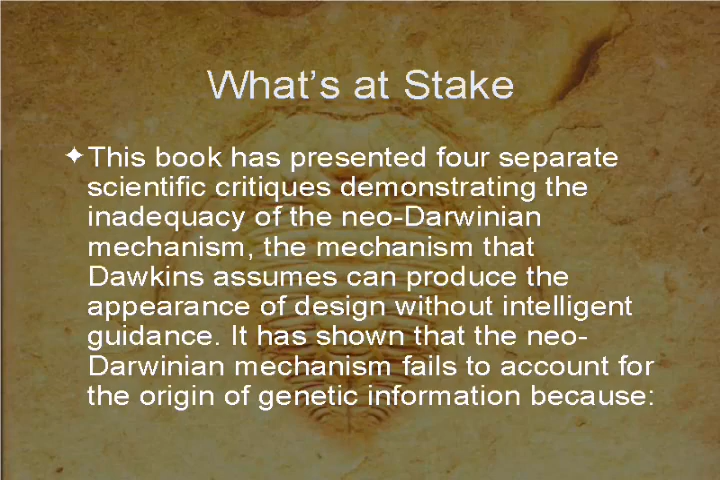 What's at Stake
✦This book has presented four separate
scientific critiques demonstrating the
inadequacy of the neo-Darwinian
mechanism, the mechanism that
Dawkins assumes can produce the
appearance of design without intelligent
guidance. It has shown that the neo-
Darwinian mechanism fails to account for
the origin of genetic information because: